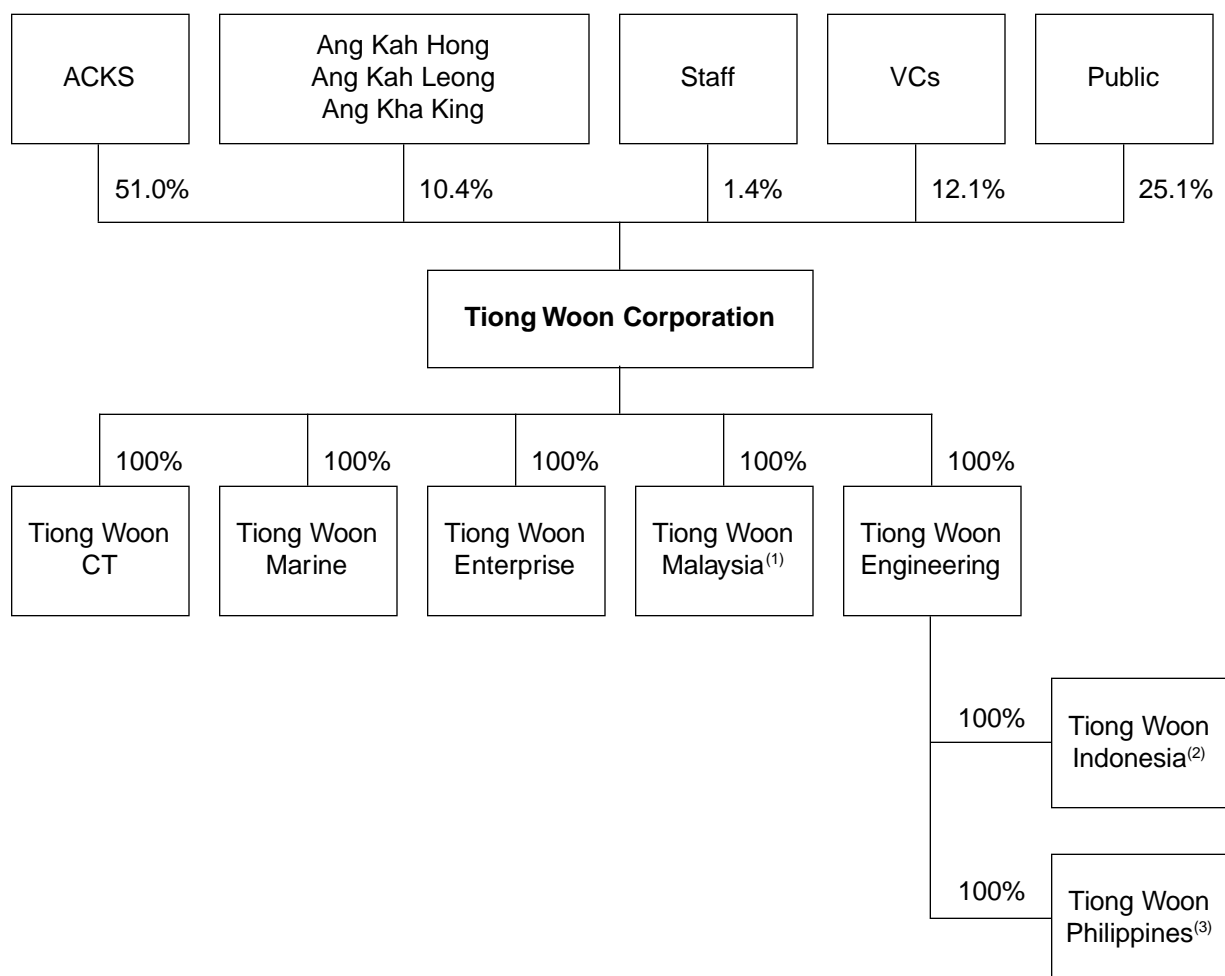 ACKS
Ang Kah Hong
Ang Kah Leong
Ang Kha King
Staff
VCs
Public
51.0%
10.4%
1.4%
12.1%
25.1%
Tiong Woon Corporation
100%
100%
100%
100%
100%
Tiong Woon
CT
Tiong Woon
Marine
Tiong Woon
Enterprise
Tiong Woon
Malaysia(1)
Tiong Woon
Engineering
100%
Tiong Woon
Indonesia(2)
100%
Tiong Woon
Philippines(3)